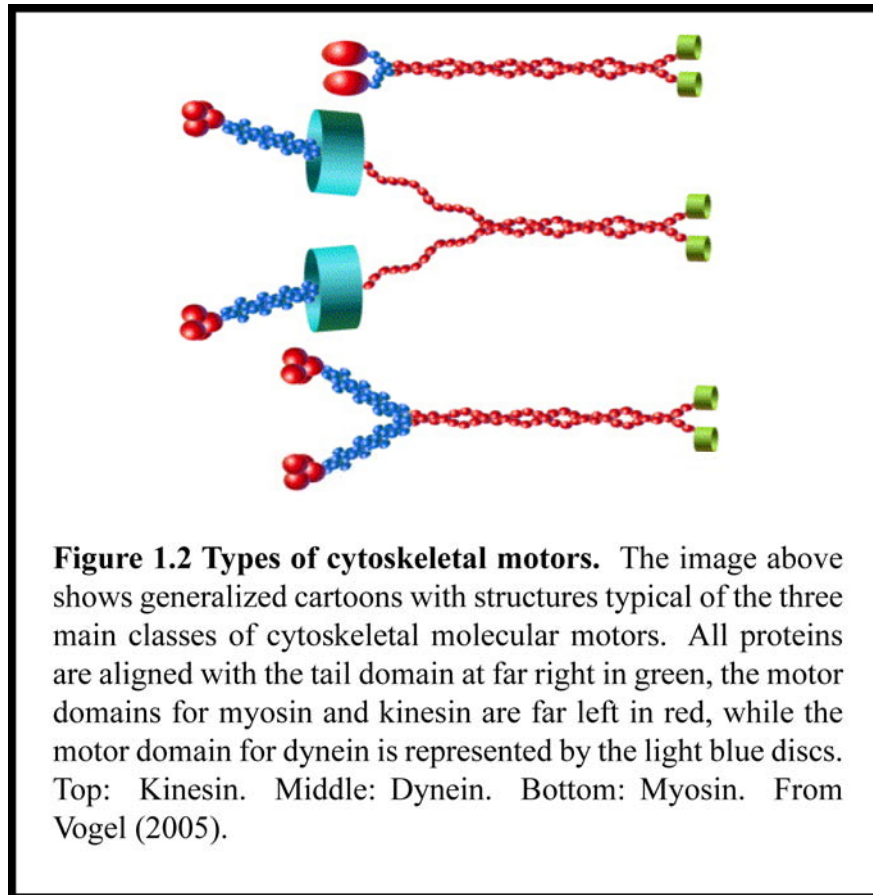 Figure 1.2 Types of cytoskeletal motors. The image above
shows generalized cartoons with structures typical of the three
main classes of cytoskeletal molecular motors. All proteins
are aligned with the tail domain at far right in green, the motor
domains for myosin and kinesin are far left in red, while the
motor domain for dynein is represented by the light blue discs.
Top: Kinesin. Middle: Dynein. Bottom: Myosin. From
Vogel (2005).